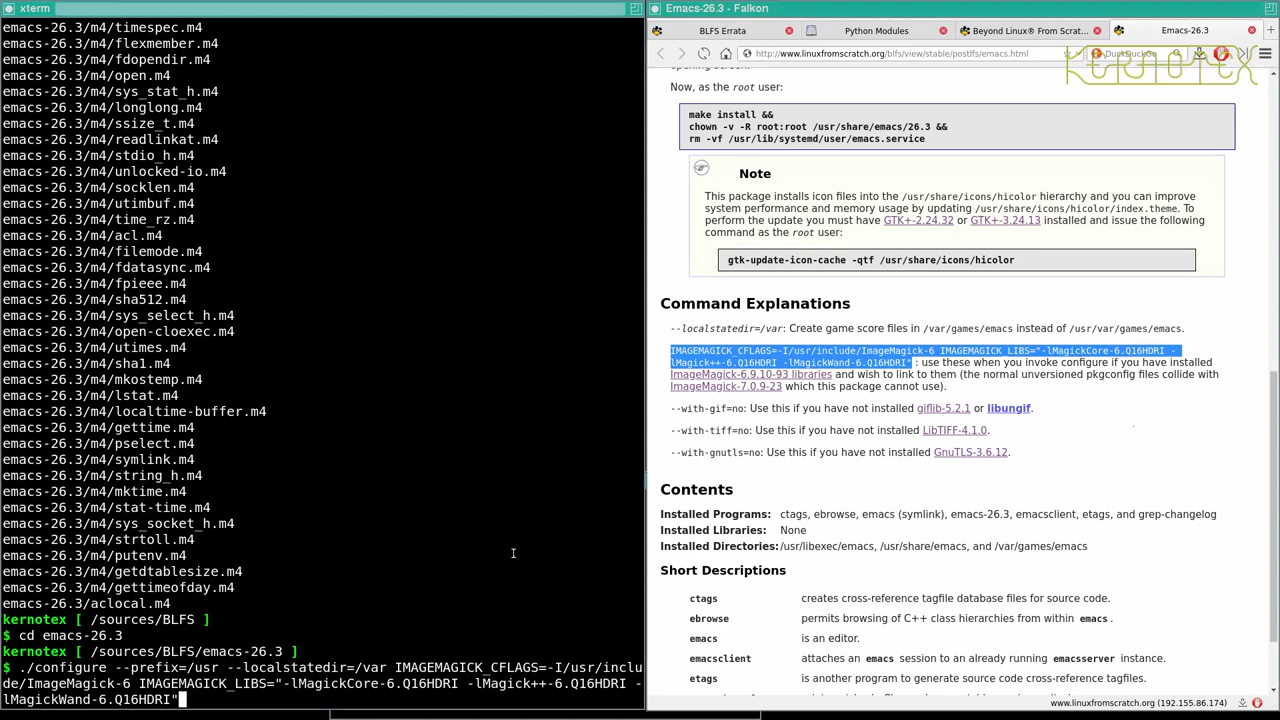 xterm
emacs-26.3/m4/timespec.m4
emacs-26.3/m4/flexmember.m4
emacs-26.3/m4/fdopendir.m4
emacs-26.3/m4/open.m4
emacs-26.3/m4/sys_stat_h.m4
emacs-26.3/m4/longlong.m4
emacs-26.3/m4/ssize_t.m4
emacs-26.3/m4/readlinkat.m4
emacs-26.3/m4/stdio_h.m4
emacs-26.3/m4/unlocked-io.m4
emacs-26.3/m4/socklen.m4
emacs-26.3/m4/utimbuf.m4
emacs-26.3/m4/time_rz.m4
emacs-26.3/m4/acl.m4
emacs-26.3/m4/filemode.m4
emacs-26.3/m4/fdatasync.m4
emacs-26.3/m4/fpieee.m4
emacs-26.3/m4/sha512.m4
emacs-26.3/m4/sys_select_h.m4
emacs-26.3/m4/open-cloexec.m4
emacs-26.3/m4/utimes.m4
emacs-26.3/m4/sha1.m4
emacs-26.3/m4/mkostemp.m4
emacs-26.3/m4/lstat.m4
emacs-26.3/m4/localtime-buffer.m4
emacs-26.3/m4/gettime.m4
emacs-26.3/m4/pselect.m4
emacs-26.3/m4/symlink.m4
emacs-26.3/m4/string_h.m4
emacs-26.3/m4/mktime.m4
emacs-26.3/m4/stat-time.m4
emacs-26.3/m4/sys_socket_h.m4
emacs-26.3/m4/strtoll.m4
emacs-26.3/m4/putenv.m4
emacs-26.3/m4/getdtablesize.m4
emacs-26.3/m4/gettimeofday.m4
emacs-26.3/aclocal.m4
kernotex [ /sources/BLFS ]
$ cd emacs-26.3
kernotex [ /sources/BLFS/emacs-26.3 ]
$ ./configure --prefix=/usr --localstatedir=/var IMAGEMAGICK_CFLAGS=-I/usr/inclu
de/ImageMagick-6 IMAGEMAGICK_LIBS="-lMagickCore-6.Q16HDRI -lMagick++-6.Q16HDRI -
lMagickWand-6.Q16HDRI"
Emacs-26.3 - Falkon
BLFS Errata
Python Modules
Beyond Linux® From Scrat...
Emacs-26.3
http://www.linuxfromscratch.org/blfs/view/stable/postlfs/emacs.html
DuckDuckGo
KERNOTEX
opening screen.
Now, as the root user:
make install &&
chown -v -R root:root /usr/share/emacs/26.3 &&
rm -vf /usr/lib/systemd/user/emacs.service
Note
This package installs icon files into the /usr/share/icons/hicolor hierarchy and you can improve
system performance and memory usage by updating /usr/share/icons/hicolor/index.theme. To
perform the update you must have GTK+-2.24.32 or GTK+-3.24.13 installed and issue the following
command as the root user:
gtk-update-icon-cache -qtf /usr/share/icons/hicolor
Command Explanations
--localstatedir=/var: Create game score files in /var/games/emacs instead of /usr/var/games/emacs.
IMAGEMAGICK_CFLAGS=-I/usr/include/ImageMagick-6 IMAGEMAGICK_LIBS="-lMagickCore-6.Q16HDRI -
lMagick++-6.Q16HDRI -lMagickWand-6.Q16HDRI" : use these when you invoke configure if you have installed
ImageMagick-6.9.10-93 libraries and wish to link to them (the normal unversioned pkgconfig files collide with
ImageMagick-7.0.9-23 which this package cannot use).
--with-gif=no: Use this if you have not installed giflib-5.2.1 or libungif.
--with-tiff=no: Use this if you have not installed LibTIFF-4.1.0.
--with-gnutls=no: Use this if you have not installed GnuTLS-3.6.12.
Contents
Installed Programs: ctags, ebrowse, emacs (symlink), emacs-26.3, emacsclient, etags, and grep-changelog
Installed Libraries: None
Installed Directories: /usr/libexec/emacs, /usr/share/emacs, and /var/games/emacs
Short Descriptions
ctags creates cross-reference tagfile database files for source code.
ebrowse permits browsing of C++ class hierarchies from within emacs.
emacs is an editor.
emacsclient attaches an emacs session to an already running emacsserver instance.
etags is another program to generate source code cross-reference tagfiles.
www.linuxfromscratch.org (192.155.86.174)